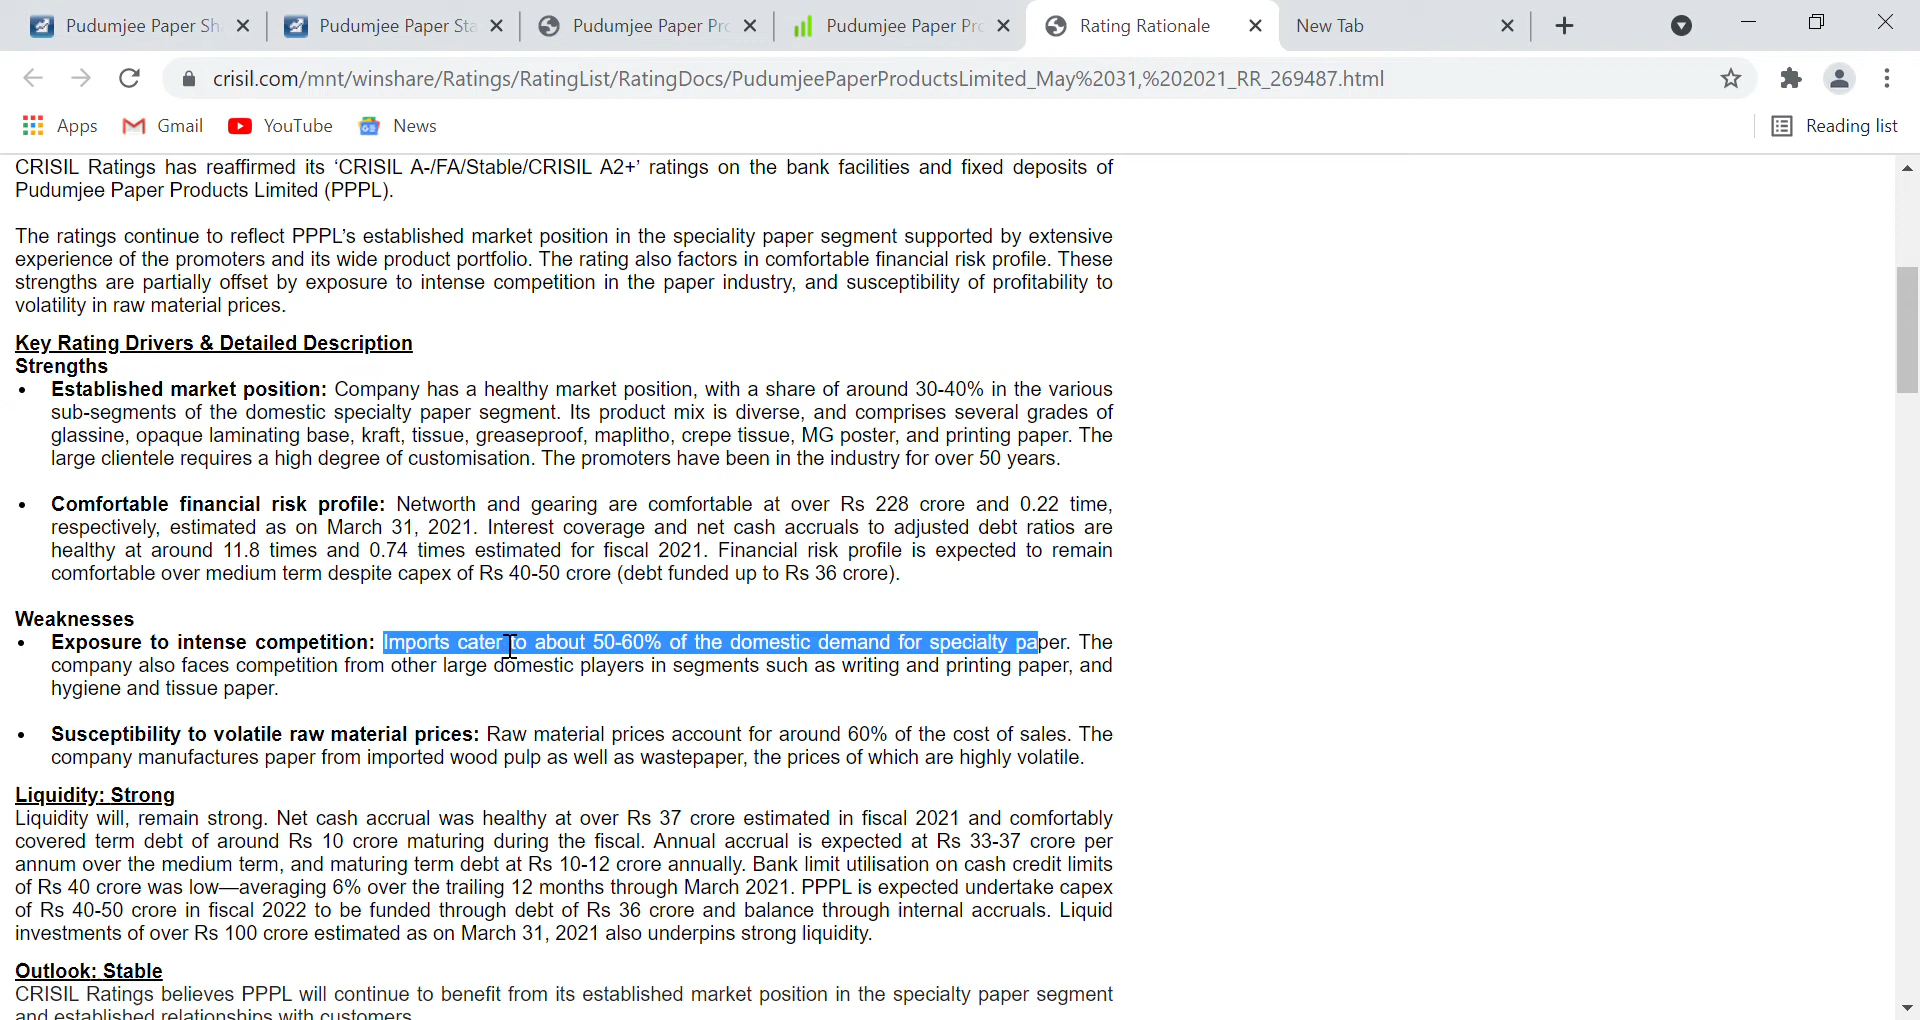 Pudumjee Paper Sh
Pudumjee Paper Sta
Pudumjee Paper Pro
Pudumjee Paper Pro
Rating Rationale
New Tab
crisil.com/mnt/winshare/Ratings/RatingList/RatingDocs/PudumjeePaperProductsLimited_May%2031,%202021_RR_269487.html
Apps
Gmail
YouTube
News
Reading list
CRISIL Ratings has reaffirmed its ‘CRISIL A-/FA/Stable/CRISIL A2+’ ratings on the bank facilities and fixed deposits of
Pudumjee Paper Products Limited (PPPL).
The ratings continue to reflect PPPL’s established market position in the speciality paper segment supported by extensive
experience of the promoters and its wide product portfolio. The rating also factors in comfortable financial risk profile. These
strengths are partially offset by exposure to intense competition in the paper industry, and susceptibility of profitability to
volatility in raw material prices.
Key Rating Drivers & Detailed Description
Strengths
• Established market position: Company has a healthy market position, with a share of around 30-40% in the various
sub-segments of the domestic specialty paper segment. Its product mix is diverse, and comprises several grades of
glassine, opaque laminating base, kraft, tissue, greaseproof, maplitho, crepe tissue, MG poster, and printing paper. The
large clientele requires a high degree of customisation. The promoters have been in the industry for over 50 years.
• Comfortable financial risk profile: Networth and gearing are comfortable at over Rs 228 crore and 0.22 time,
respectively, estimated as on March 31, 2021. Interest coverage and net cash accruals to adjusted debt ratios are
healthy at around 11.8 times and 0.74 times estimated for fiscal 2021. Financial risk profile is expected to remain
comfortable over medium term despite capex of Rs 40-50 crore (debt funded up to Rs 36 crore).
Weaknesses
• Exposure to intense competition: Imports cater to about 50-60% of the domestic demand for specialty paper. The
company also faces competition from other large domestic players in segments such as writing and printing paper, and
hygiene and tissue paper.
• Susceptibility to volatile raw material prices: Raw material prices account for around 60% of the cost of sales. The
company manufactures paper from imported wood pulp as well as wastepaper, the prices of which are highly volatile.
Liquidity: Strong
Liquidity will, remain strong. Net cash accrual was healthy at over Rs 37 crore estimated in fiscal 2021 and comfortably
covered term debt of around Rs 10 crore maturing during the fiscal. Annual accrual is expected at Rs 33-37 crore per
annum over the medium term, and maturing term debt at Rs 10-12 crore annually. Bank limit utilisation on cash credit limits
of Rs 40 crore was low—averaging 6% over the trailing 12 months through March 2021. PPPL is expected undertake capex
of Rs 40-50 crore in fiscal 2022 to be funded through debt of Rs 36 crore and balance through internal accruals. Liquid
investments of over Rs 100 crore estimated as on March 31, 2021 also underpins strong liquidity.
Outlook: Stable
CRISIL Ratings believes PPPL will continue to benefit from its established market position in the specialty paper segment
and established relationships with customers.